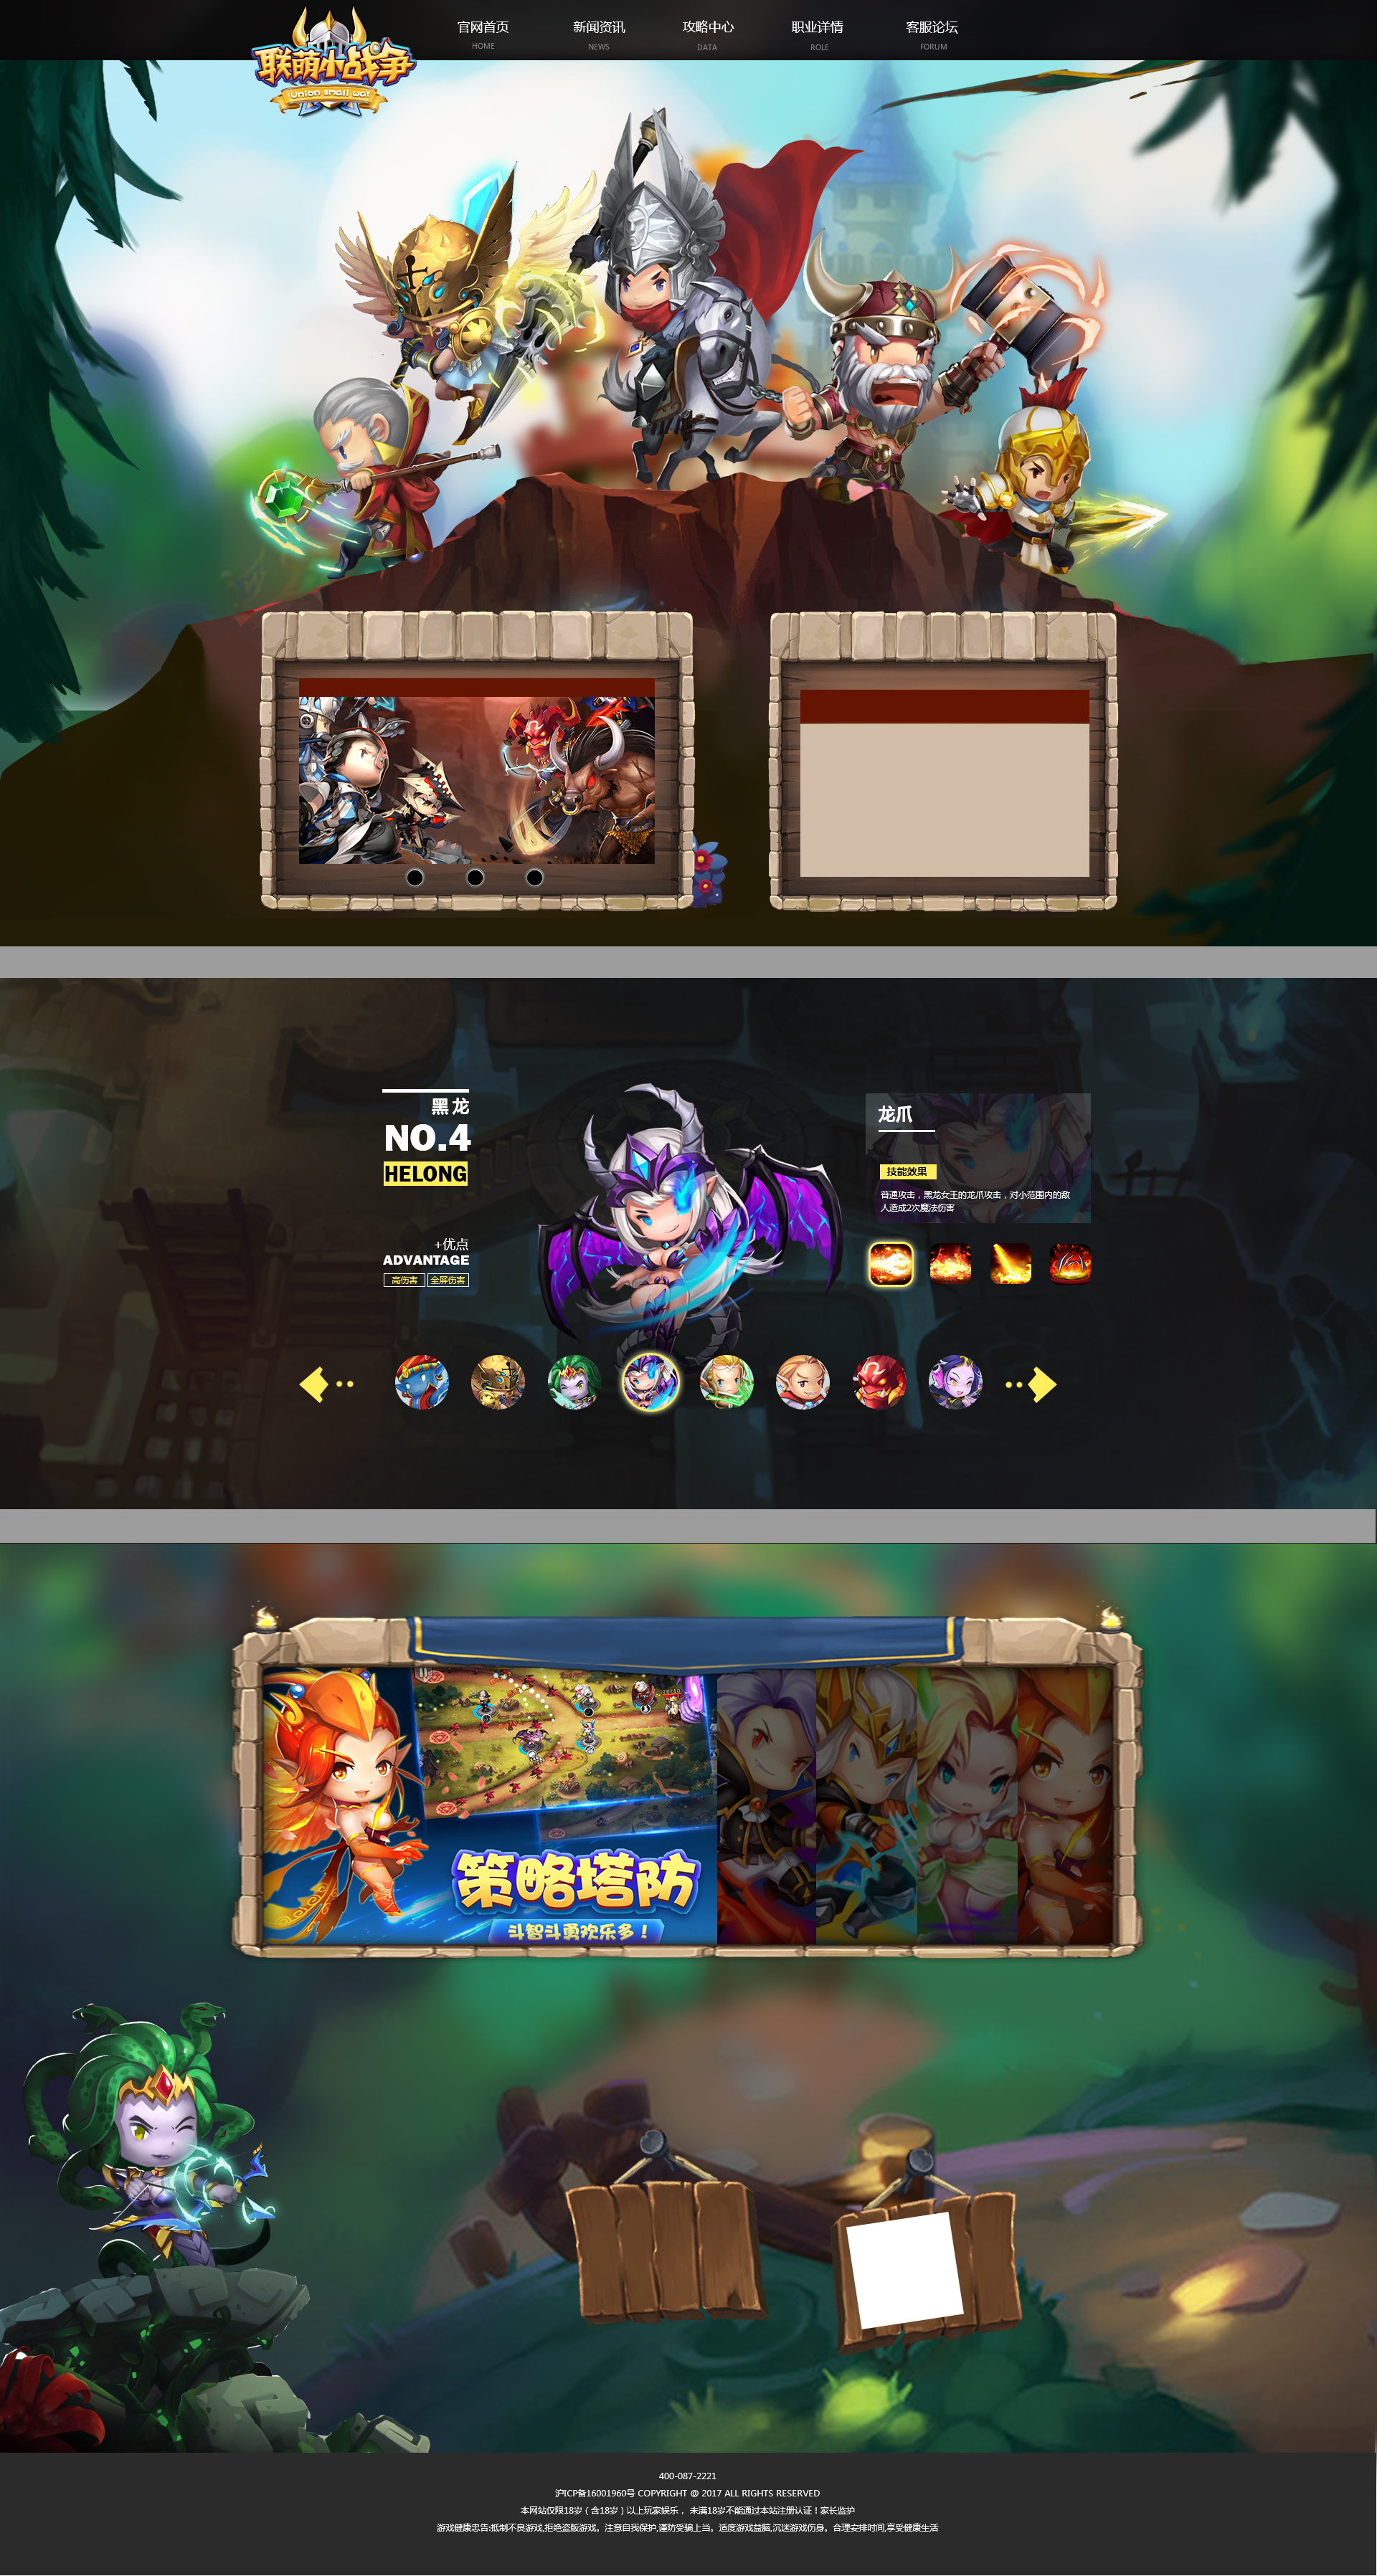 联萌小战争
Union small war
官网首页 新闻资讯 攻略中心 职业详情 客服论坛
HOME NEWS DATA ROLE FORUM
黑龙
NO.4
HELONG
+优点
ADVANTAGE
高伤害 全屏伤害
龙爪
技能效果
普通攻击，黑龙女王的龙爪攻击，对小范围内的敌
人造成2次魔法伤害
策略塔防
斗智斗勇欢乐多！
400-087-2221
沪ICP备16001960号 COPYRIGHT @ 2017 ALL RIGHTS RESERVED
本网站仅限18岁（含18岁）以上玩家娱乐， 未满18岁不能通过本站注册认证！家长监护
游戏健康忠告:抵制不良游戏,拒绝盗版游戏。注意自我保护,谨防受骗上当。适度游戏益脑,沉迷游戏伤身。合理安排时间,享受健康生活